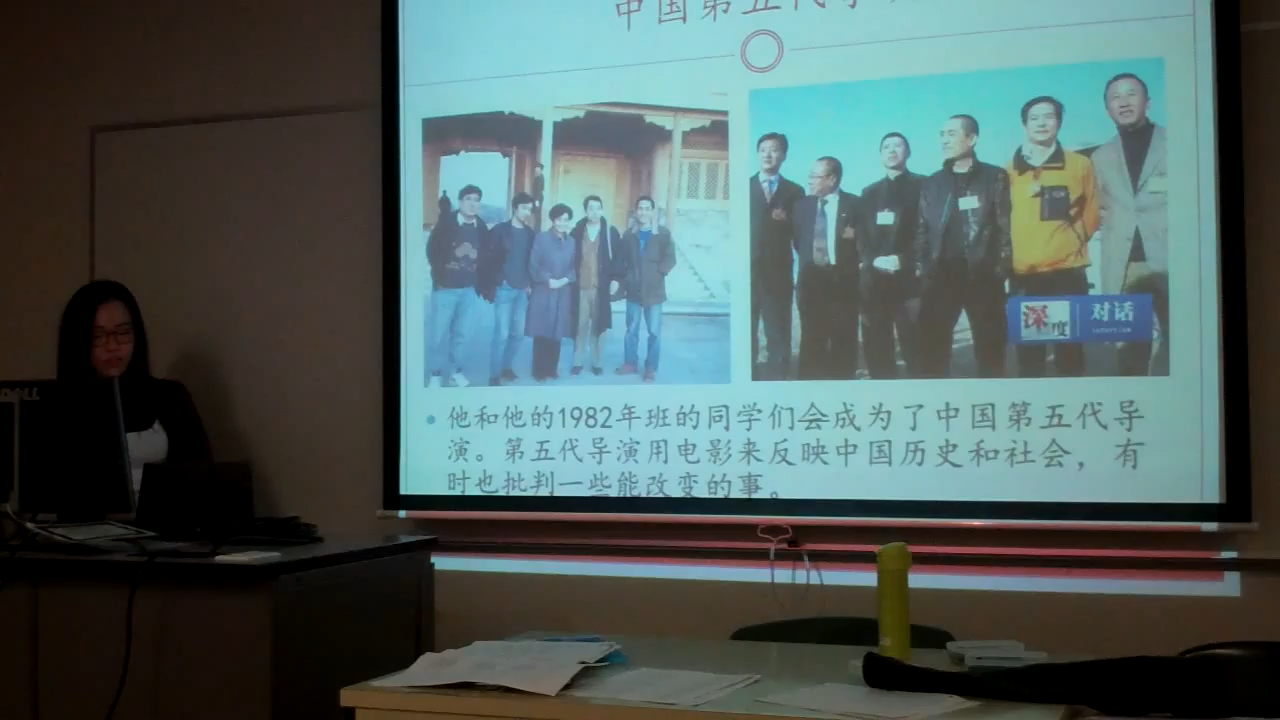 中国第五代导
深度 对话
他和他的1982年班的同学们会成为了中国第五代导
演。第五代导演用电影来反映中国历史和社会，有
时也批判一些能改变的事。
DELL